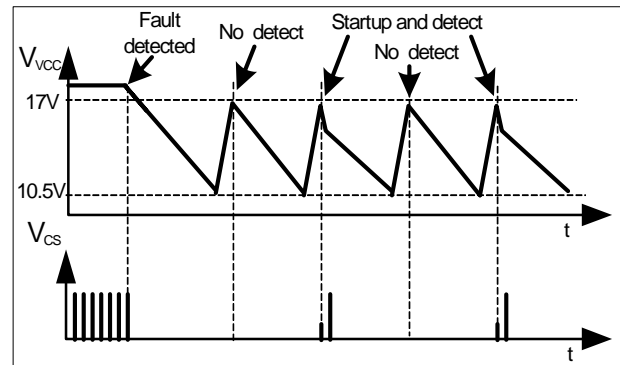 Fault
detected
No detect
Startup and detect
No detect
VVCC
17V
10.5V
t
VCS
t